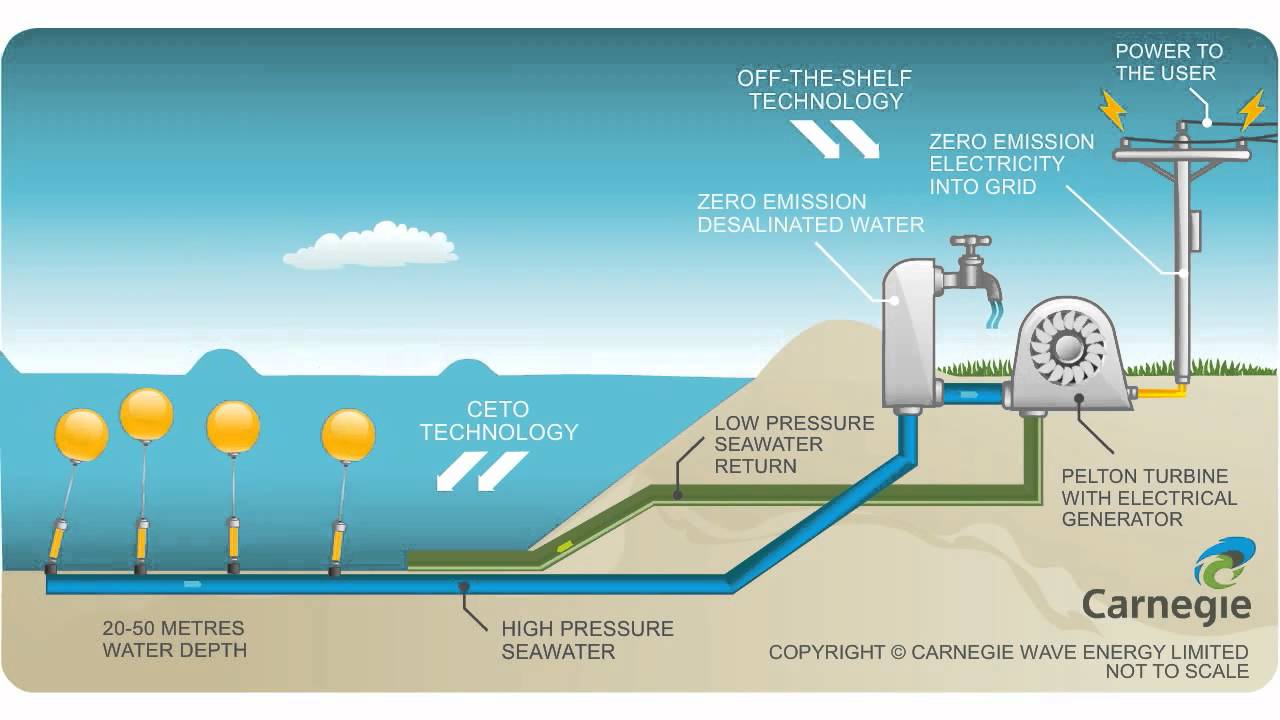 POWER TO
THE USER
OFF-THE-SHELF
TECHNOLOGY
ZERO EMISSION
ELECTRICITY
INTO GRID
ZERO EMISSION
DESALINATED WATER
CETO
TECHNOLOGY
LOW PRESSURE
SEAWATER
RETURN
PELTON TURBINE
WITH ELECTRICAL
GENERATOR
20-50 METRES
WATER DEPTH
HIGH PRESSURE
SEAWATER
Carnegie
COPYRIGHT © CARNEGIE WAVE ENERGY LIMITED
NOT TO SCALE